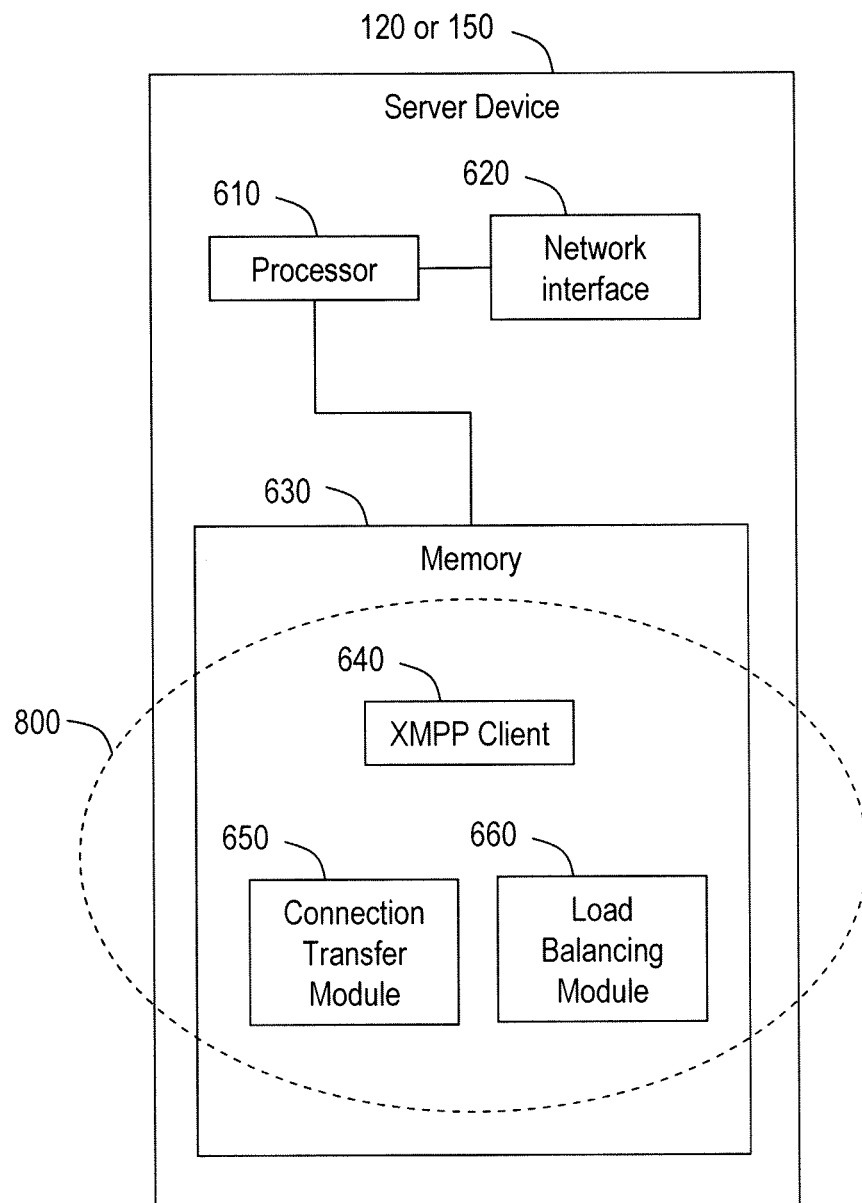 120 or 150
Server Device
610
620
Processor
Network
interface
630
Memory
640
800
XMPP Client
650
660
Connection
Transfer
Module
Load
Balancing
Module